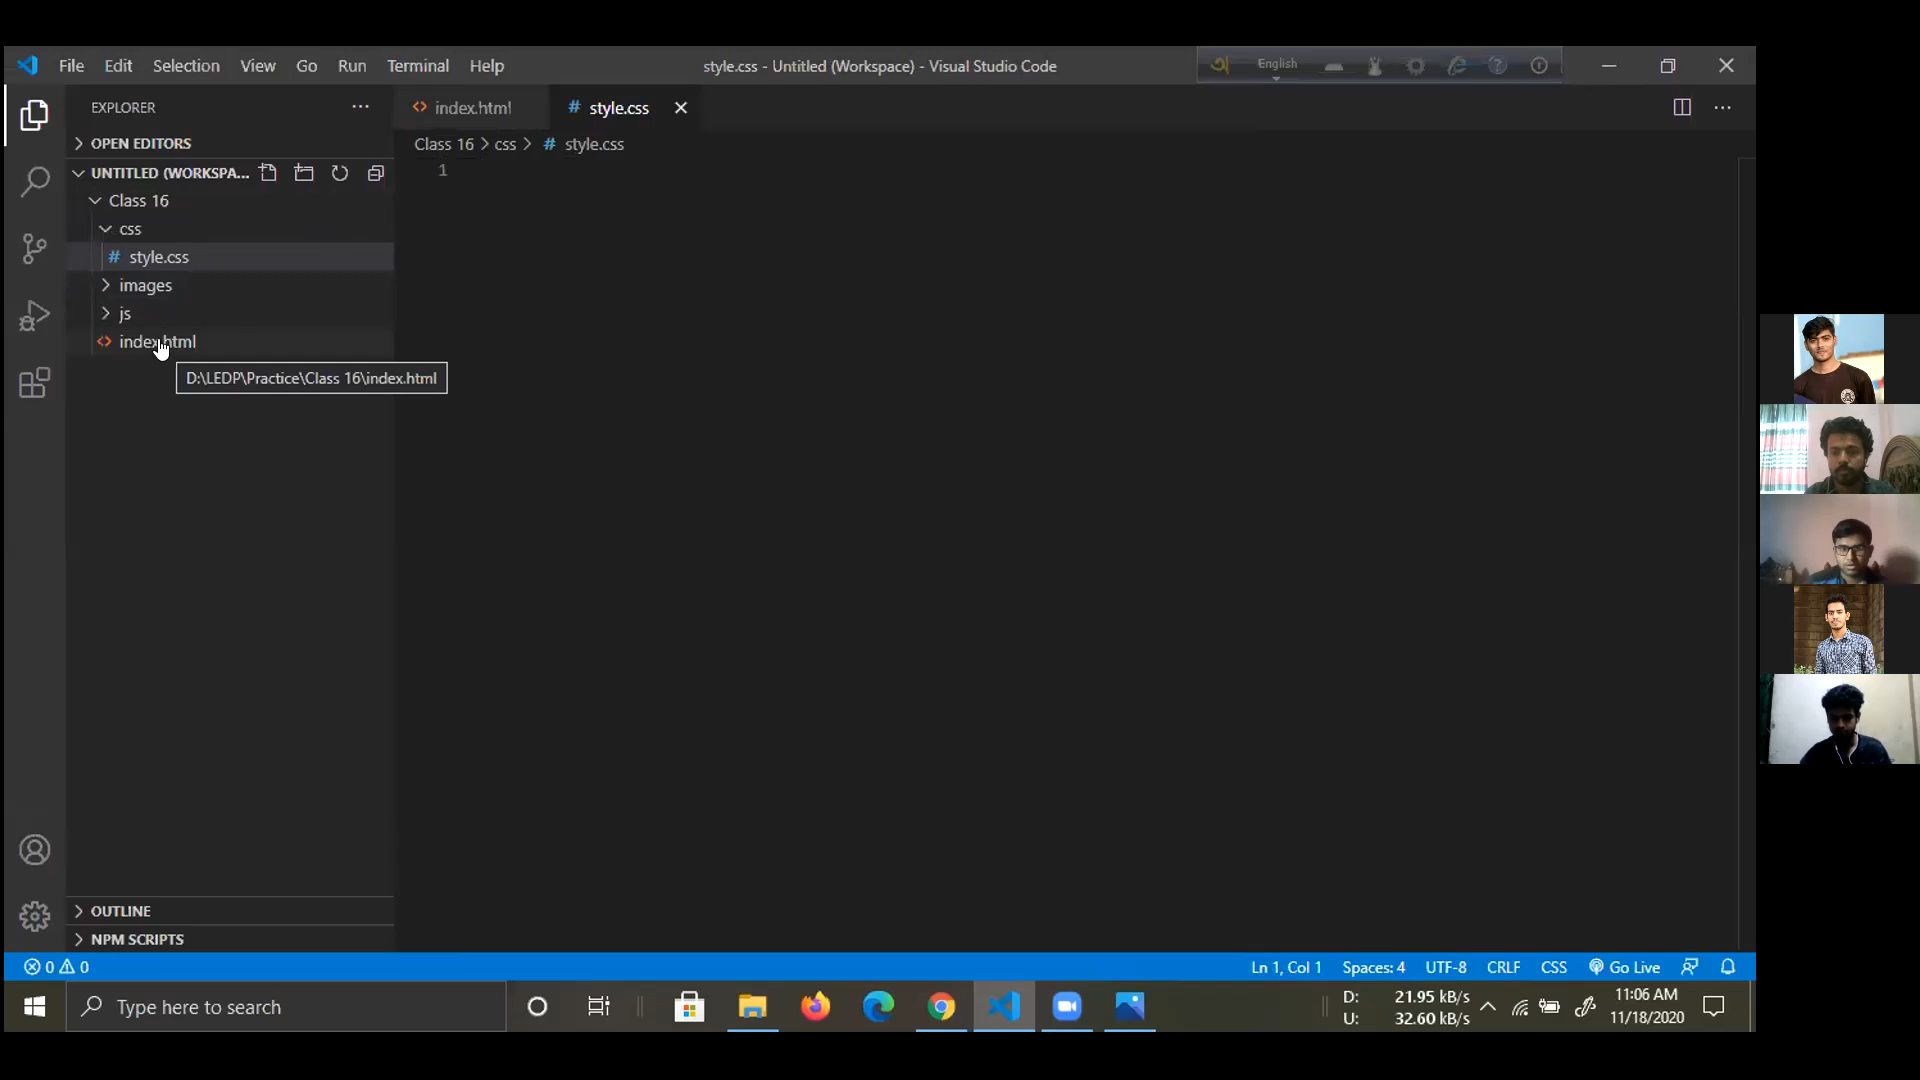 File Edit Selection View Go Run Terminal Help
style.css - Untitled (Workspace) - Visual Studio Code
English
EXPLORER
index.html
# style.css
OPEN EDITORS
Class 16 > css > # style.css
UNTITLED (WORKSPA...
1
Class 16
css
# style.css
images
js
index.html
D:\LEDP\Practice\Class 16\index.html
OUTLINE
NPM SCRIPTS
0 0
Ln 1, Col 1 Spaces: 4 UTF-8 CRLF CSS Go Live
Type here to search
D: 21.95 kB/s
U: 32.60 kB/s
11:06 AM
11/18/2020